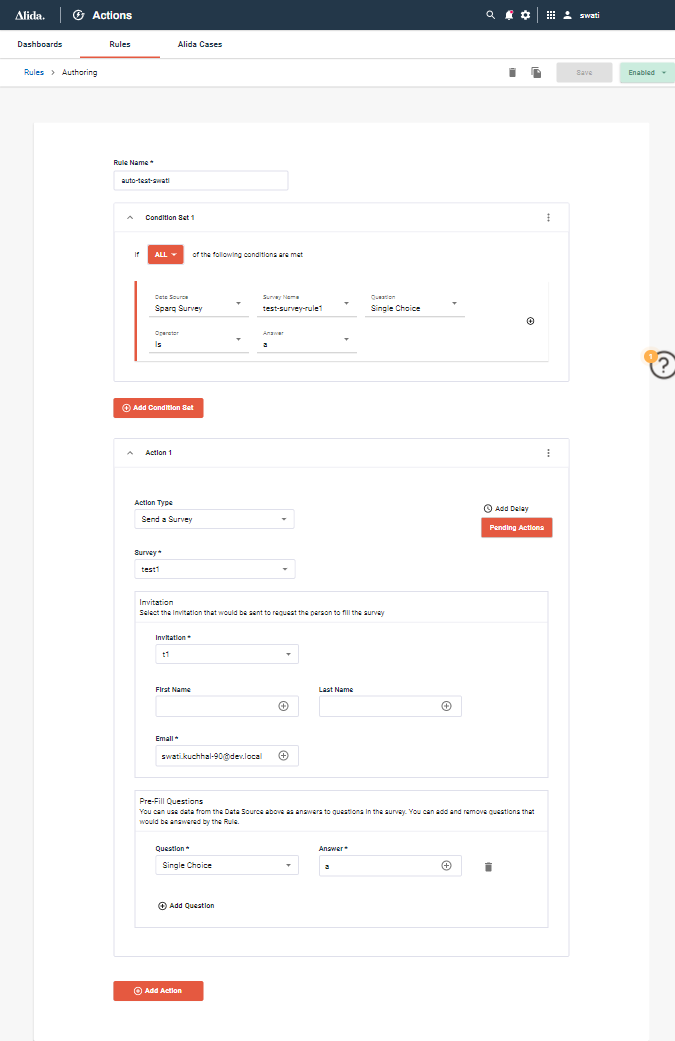 Alida.
Actions
swati
Dashboards
Rules
Alida Cases
Rules > Authoring
Save
Enabled
Rule Name *
auto-test-swati
Condition Set 1
If ALL of the following conditions are met
Data Source
Sparq Survey
Survey Name
test-survey-rule1
Question
Single Choice
Operator
Is
Answer
a
1
?
Add Condition Set
Action 1
Action Type
Send a Survey
Add Delay
Pending Actions
Survey *
test1
Invitation
Select the invitation that would be sent to request the person to fill the survey
Invitation *
t1
First Name
Last Name
Email *
swati.kuchhal-90@dev.local
Pre-Fill Questions
You can use data from the Data Source above as answers to questions in the survey. You can add and remove questions that
would be answered by the Rule.
Question *
Single Choice
Answer *
a
Add Question
Add Action